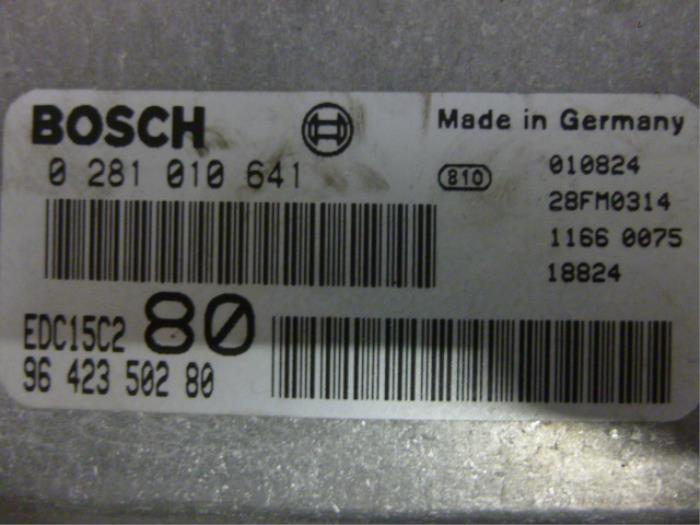 BOSCH
Made in Germany
0 281 010 641
810
010824
28FM0314
1166 0075
18824
EDC15C2 80
96 423 502 80